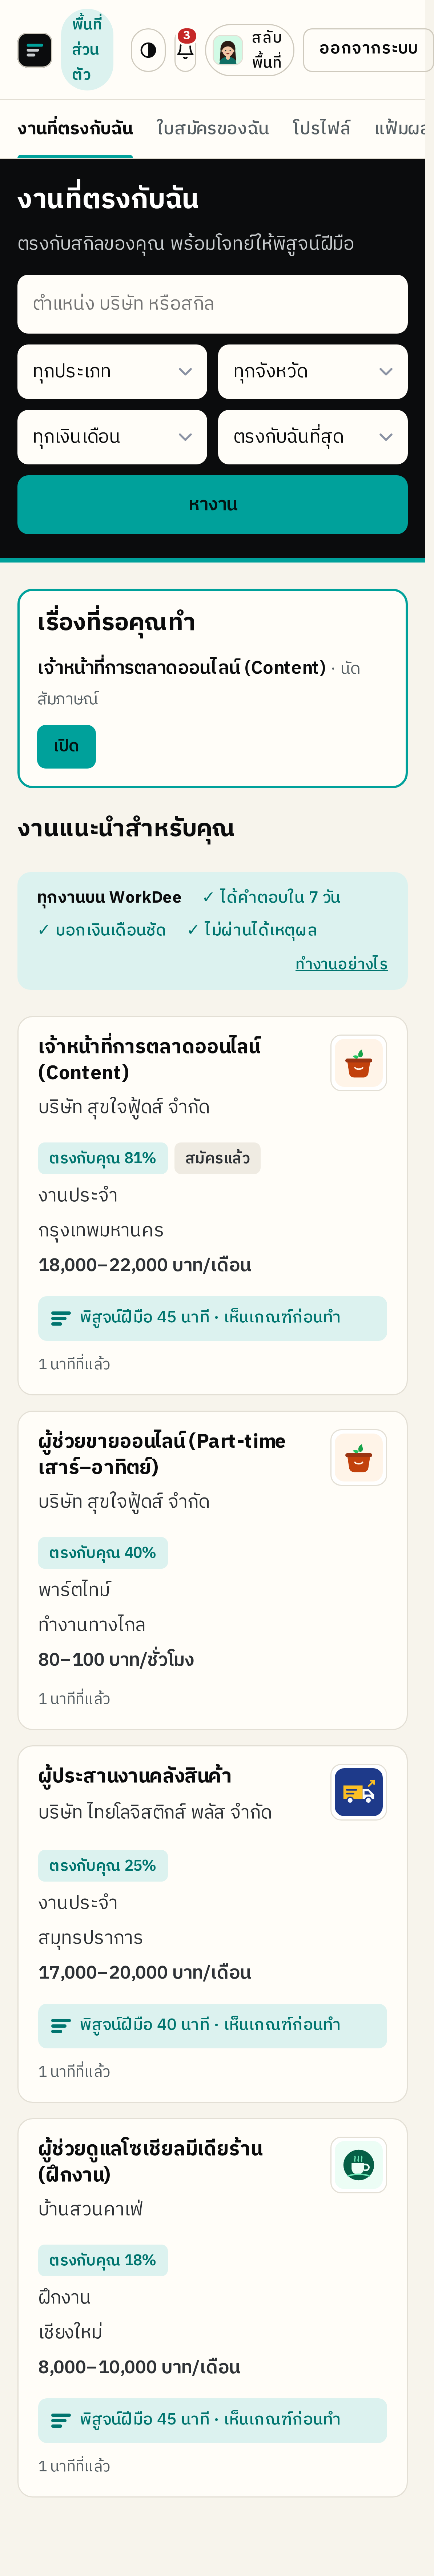 พื้นที่
ส่วน
ตัว
3
สลับ
พื้นที่
ออกจากระบบ
งานที่ตรงกับฉัน ใบสมัครของฉัน โปรไฟล์ แฟ้มผล
งานที่ตรงกับฉัน
ตรงกับสกิลของคุณ พร้อมโจทย์ให้พิสูจน์ฝีมือ
ตำแหน่ง บริษัท หรือสกิล
ทุกประเภท ทุกจังหวัด
ทุกเงินเดือน ตรงกับฉันที่สุด
หางาน
เรื่องที่รอคุณทำ
เจ้าหน้าที่การตลาดออนไลน์ (Content) · นัด
สัมภาษณ์
เปิด
งานแนะนำสำหรับคุณ
ทุกงานบน WorkDee ✓ ได้คำตอบใน 7 วัน
✓ บอกเงินเดือนชัด ✓ ไม่ผ่านได้เหตุผล
ทำงานอย่างไร
เจ้าหน้าที่การตลาดออนไลน์
(Content)
บริษัท สุขใจฟู้ดส์ จำกัด
ตรงกับคุณ 81% สมัครแล้ว
งานประจำ
กรุงเทพมหานคร
18,000–22,000 บาท/เดือน
พิสูจน์ฝีมือ 45 นาที · เห็นเกณฑ์ก่อนทำ
1 นาทีที่แล้ว
ผู้ช่วยขายออนไลน์ (Part-time
เสาร์–อาทิตย์)
บริษัท สุขใจฟู้ดส์ จำกัด
ตรงกับคุณ 40%
พาร์ตไทม์
ทำงานทางไกล
80–100 บาท/ชั่วโมง
1 นาทีที่แล้ว
ผู้ประสานงานคลังสินค้า
บริษัท ไทยโลจิสติกส์ พลัส จำกัด
ตรงกับคุณ 25%
งานประจำ
สมุทรปราการ
17,000–20,000 บาท/เดือน
พิสูจน์ฝีมือ 40 นาที · เห็นเกณฑ์ก่อนทำ
1 นาทีที่แล้ว
ผู้ช่วยดูแลโซเชียลมีเดียร้าน
(ฝึกงาน)
บ้านสวนคาเฟ่
ตรงกับคุณ 18%
ฝึกงาน
เชียงใหม่
8,000–10,000 บาท/เดือน
พิสูจน์ฝีมือ 45 นาที · เห็นเกณฑ์ก่อนทำ
1 นาทีที่แล้ว